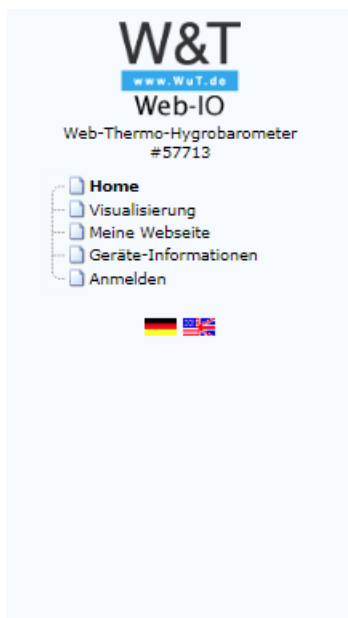 W&T
www.WuT.de
Web-IO
Web-Thermo-Hygrobarometer
#57713
Home
Visualisierung
Meine Webseite
Geräte-Informationen
Anmelden